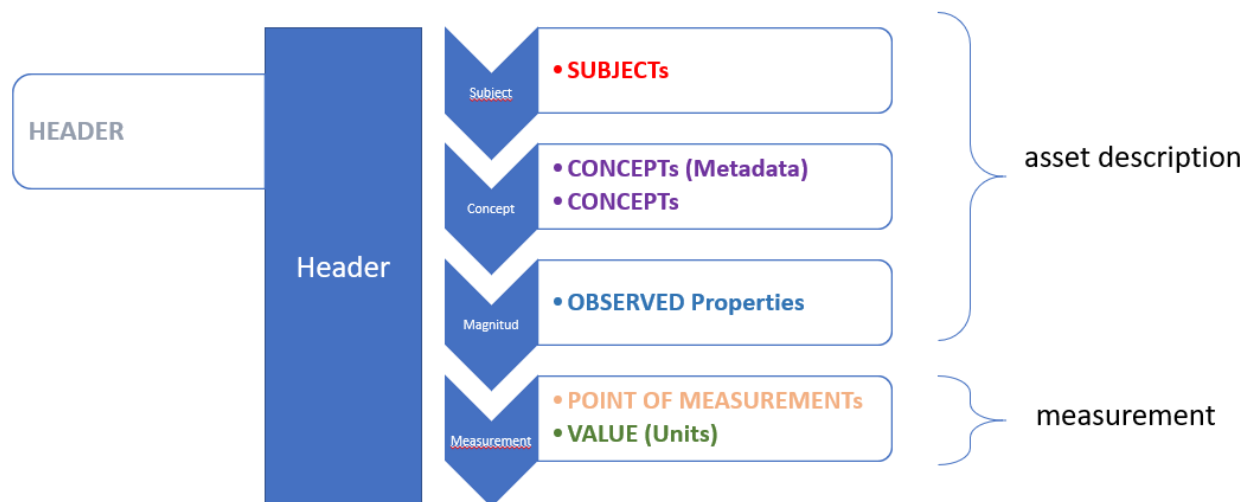 HEADER
Header
Subject
• SUBJECTs
Concept
• CONCEPTs (Metadata)
• CONCEPTs
Magnitud
• OBSERVED Properties
Measurement
• POINT OF MEASUREMENTs
• VALUE (Units)
asset description
measurement